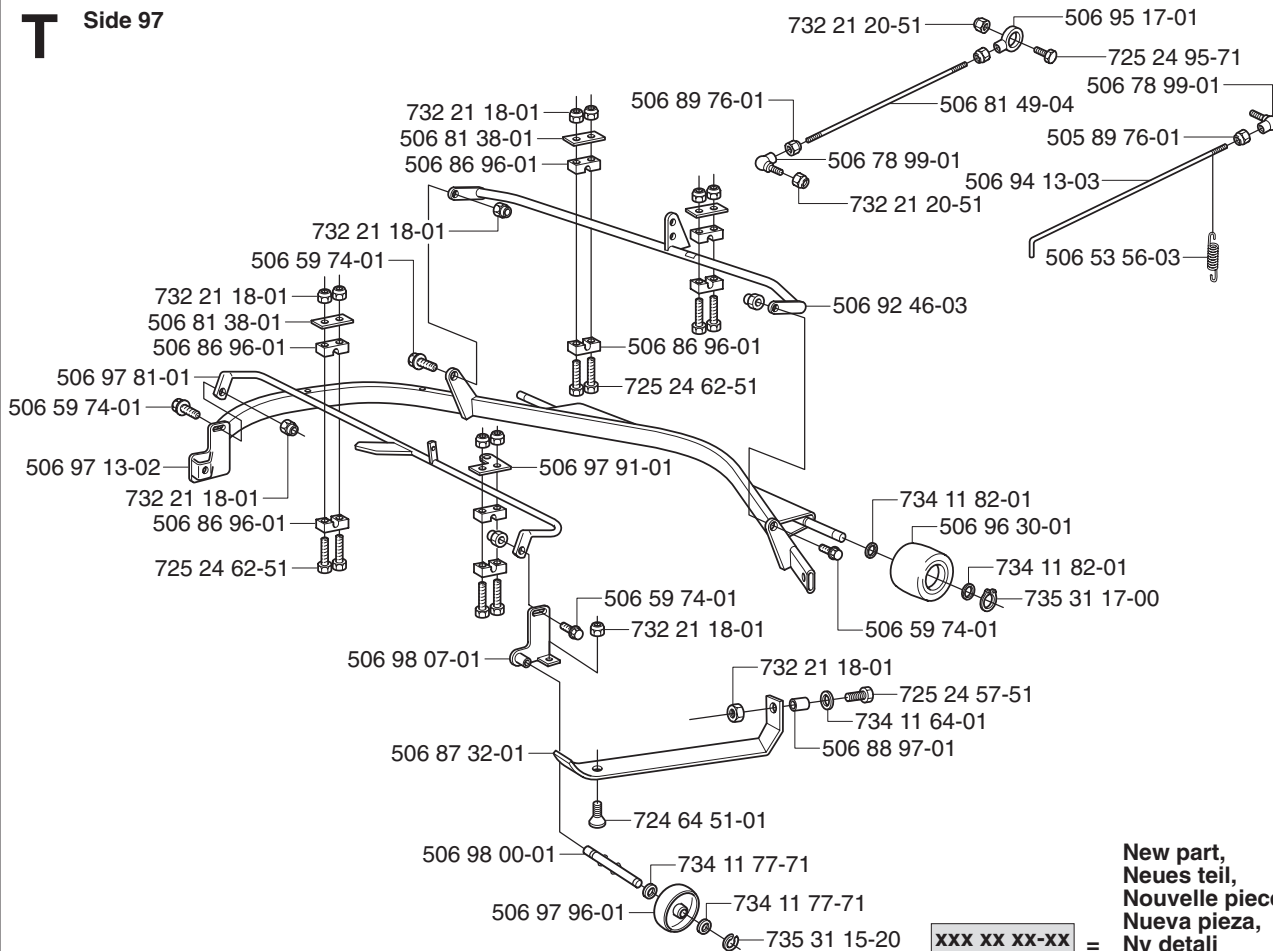 T Side 97
732 21 20-51
506 95 17-01
725 24 95-71
506 78 99-01
506 89 76-01
506 81 49-04
505 89 76-01
506 78 99-01
506 94 13-03
732 21 20-51
506 53 56-03
732 21 18-01
506 81 38-01
506 86 96-01
732 21 18-01
506 59 74-01
506 92 46-03
732 21 18-01
506 81 38-01
506 86 96-01
506 86 96-01
725 24 62-51
506 97 81-01
506 59 74-01
506 97 13-02
506 97 91-01
732 21 18-01
506 86 96-01
725 24 62-51
734 11 82-01
506 96 30-01
734 11 82-01
735 31 17-00
506 59 74-01
506 59 74-01
732 21 18-01
506 98 07-01
732 21 18-01
725 24 57-51
734 11 64-01
506 88 97-01
506 87 32-01
724 64 51-01
506 98 00-01
734 11 77-71
506 97 96-01
734 11 77-71
735 31 15-20
xxx xx xx-xx =
New part,
Neues teil,
Nouvelle piece
Nueva pieza,
Ny detalj